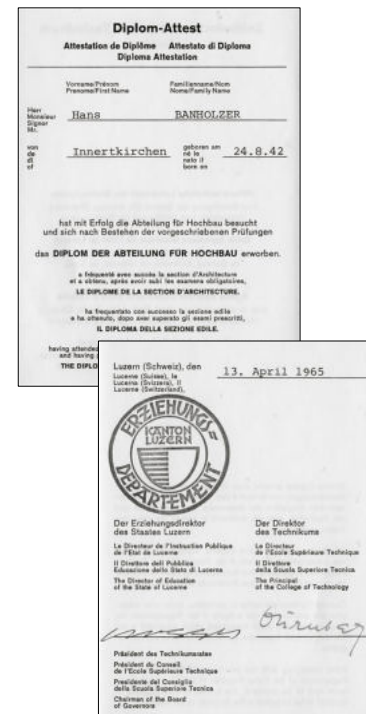 Diplom-Attest
Attestation de Diplôme Attestato di Diploma
Diploma Attestation
Vorname/Prénom Familienname/Nom
Prenome/First Name Nome/Family Name
Herr
Monsieur
Signor
Mr.
Hans BANHOLZER
von
de
di
of
Innertkirchen
geboren am
né le
nato il
born on
24.8.42
hat mit Erfolg die Abteilung für Hochbau besucht
und sich nach Bestehen der vorgeschriebenen Prüfungen
das DIPLOM DER ABTEILUNG FÜR HOCHBAU erworben.
a fréquenté avec succès la section d'Architecture
et a obtenu, après avoir subi les examens obligatoires,
LE DIPLOME DE LA SECTION D'ARCHITECTURE.
ha frequentato con successo la sezione edile
e ha ottenuto, dopo aver superato gli esami prescritti,
IL DIPLOMA DELLA SEZIONE EDILE.
having attended
and having
THE DIPLO
Luzern (Schweiz), den
Lucerne (Suisse), le
Lucerna (Svizzera), il
Lucerne (Switzerland),
13. April 1965
ERZIEHUNGS=
KANTON
LUZERN
DEPARTEMENT
Der Erziehungsdirektor
des Staates Luzern
Le Directeur de l'Instruction Publique
de l'Etat de Lucerne
Il Direttore dell Pubblica
Educazione dello Stato di Lucerna
The Director of Education
of the State of Lucerne
Der Direktor
des Technikums
Le Directeur
de l'Ecole Supérieure Technique
Il Direttore
della Scuola Superiore Tecnica
The Principal
of the College of Technology
Präsident des Technikumsrates
Président du Conseil
de l'Ecole Supérieure Technique
Presidente del Consiglio
della Scuola Superiore Tecnica
Chairman of the Board
of Governors